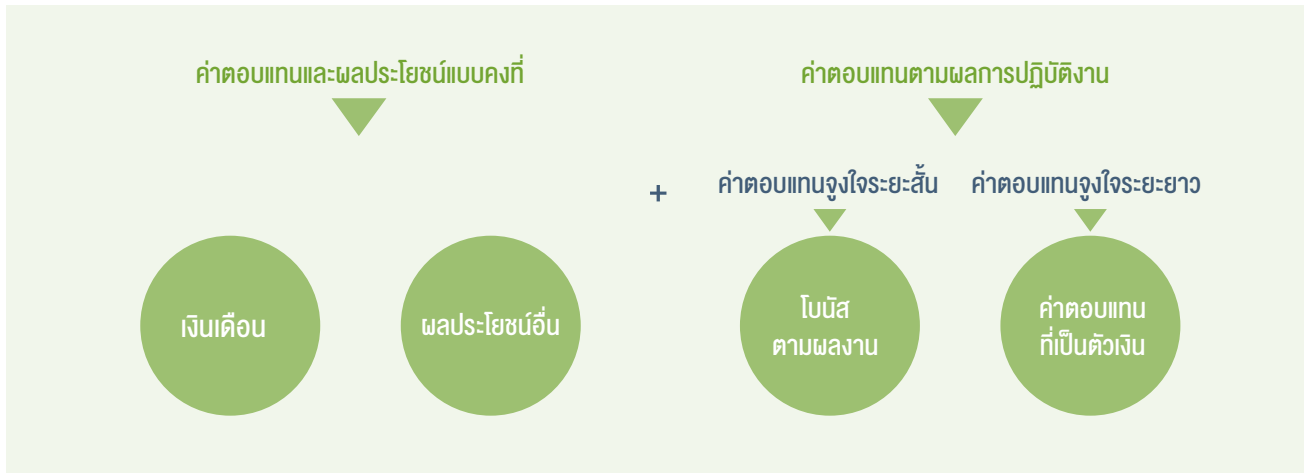 ค่าตอบแทนและผลประโยชน์แบบคงที่
ค่าตอบแทนตามผลการปฏิบัติงาน
+
ค่าตอบแทนจูงใจระยะสั้น
ค่าตอบแทนจูงใจระยะยาว
เงินเดือน
ผลประโยชน์อื่น
โบนัส
ตามผลงาน
ค่าตอบแทน
ที่เป็นตัวเงิน